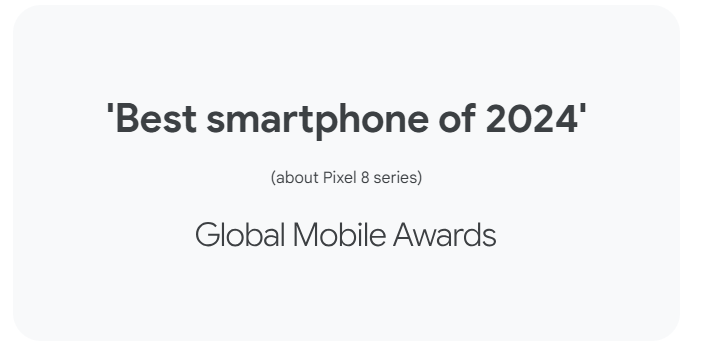 'Best smartphone of 2024'
(about Pixel 8 series)
Global Mobile Awards